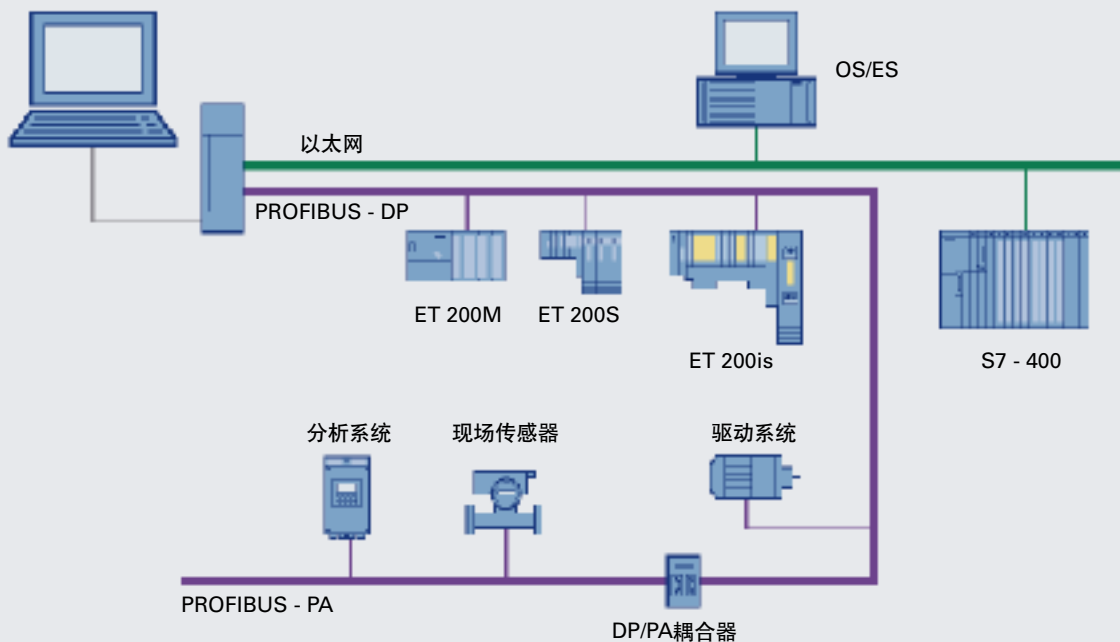 OS/ES
以太网
PROFIBUS - DP
ET 200M
ET 200S
ET 200is
S7 - 400
分析系统
现场传感器
驱动系统
PROFIBUS - PA
DP/PA耦合器